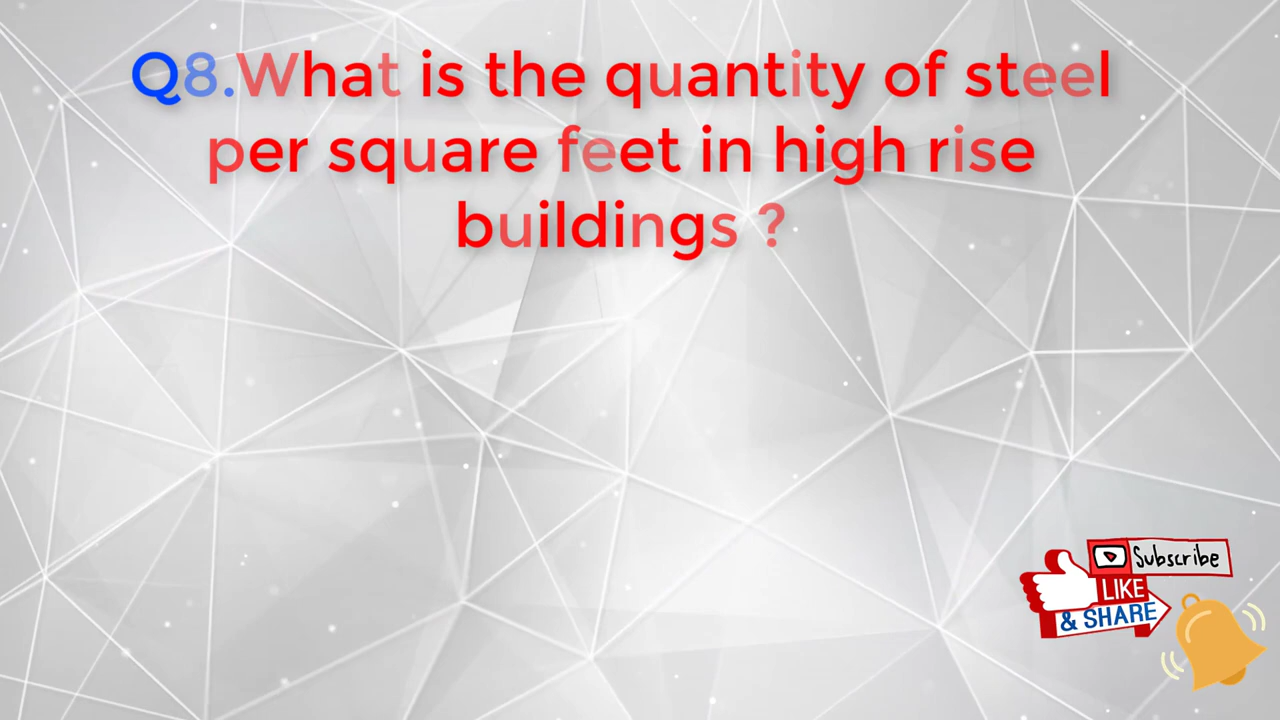 Q8.What is the quantity of steel
per square feet in high rise
buildings ?
Subscribe
LIKE
& SHARE